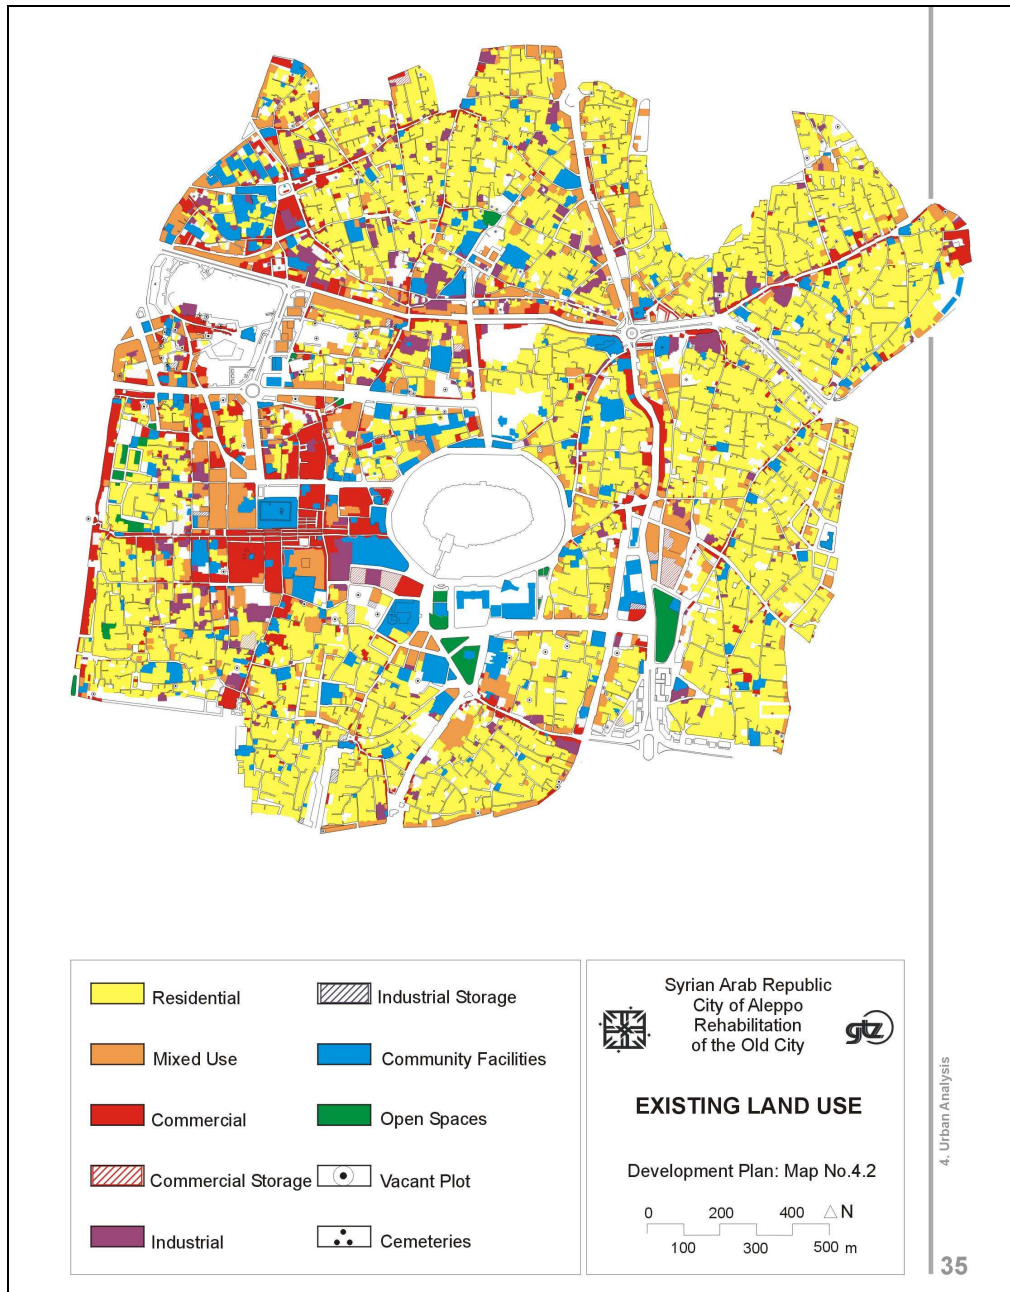 Residential
Mixed Use
Commercial
Commercial Storage
Industrial
Industrial Storage
Community Facilities
Open Spaces
Vacant Plot
Cemeteries
Syrian Arab Republic
City of Aleppo
Rehabilitation
of the Old City
gtz
EXISTING LAND USE
Development Plan: Map No.4.2
0 200 400 N
100 300 500 m
4. Urban Analysis
35